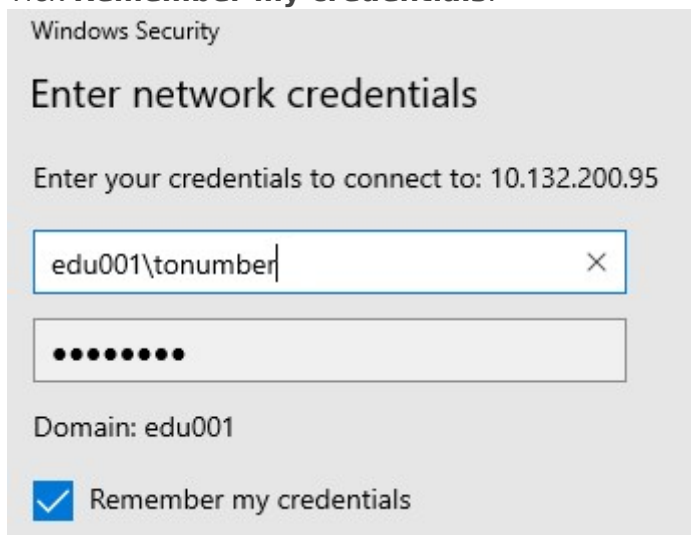 Windows Security
Enter network credentials
Enter your credentials to connect to: 10.132.200.95
edu001\tonumber
Domain: edu001
Remember my credentials